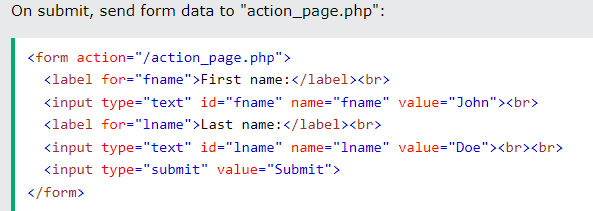 On submit, send form data to "action_page.php":
<form action="/action_page.php">
<label for="fname">First name:</label><br>
<input type="text" id="fname" name="fname" value="John"><br>
<label for="lname">Last name:</label><br>
<input type="text" id="lname" name="lname" value="Doe"><br><br>
<input type="submit" value="Submit">
</form>